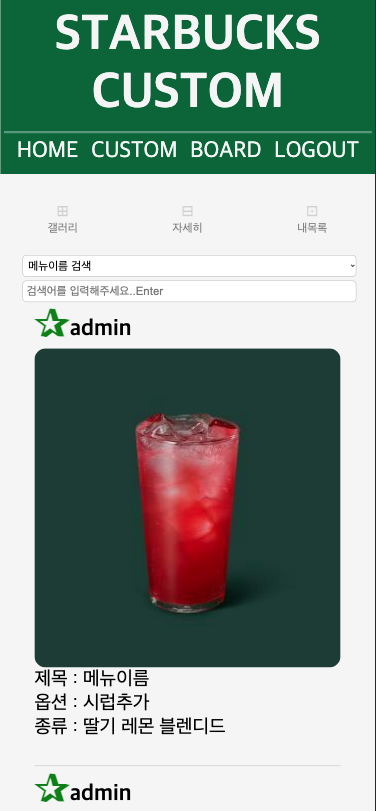 STARBUCKS
CUSTOM
HOME CUSTOM BOARD LOGOUT
갤러리 자세히 내목록
메뉴이름 검색
검색어를 입력해주세요..Enter
admin
제목 : 메뉴이름
옵션 : 시럽추가
종류 : 딸기 레몬 블렌디드
admin